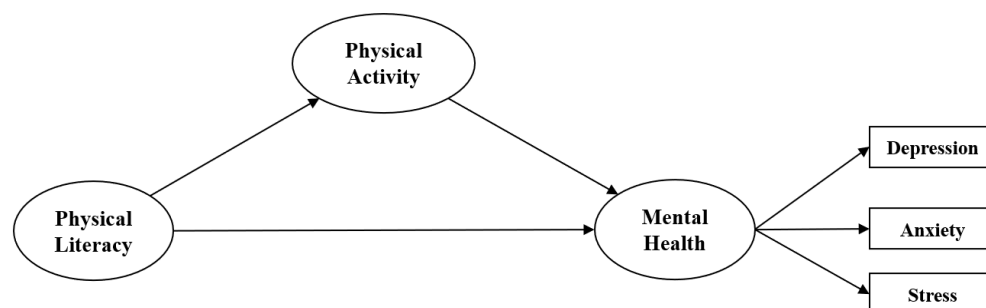 Physical
Activity
Physical
Literacy
Mental
Health
Depression
Anxiety
Stress